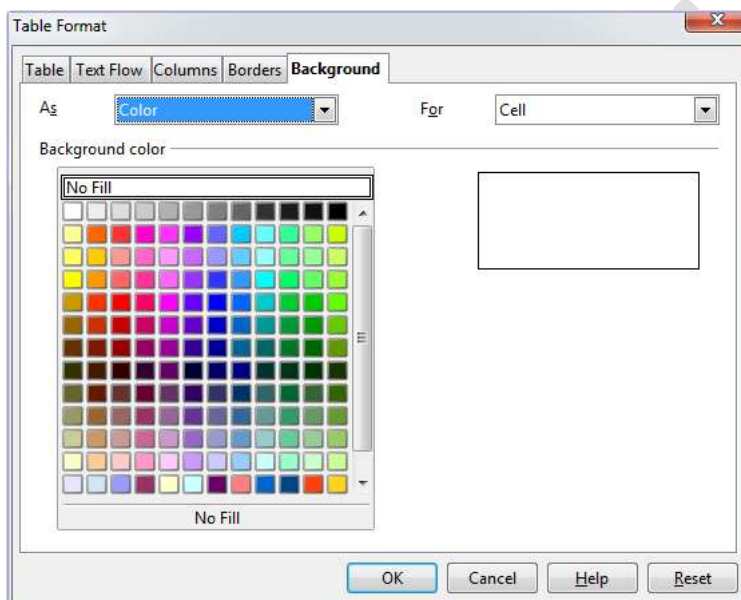 Table Format
Table Text Flow Columns Borders Background
As Color For Cell
Background color
No Fill
No Fill
OK Cancel Help Reset